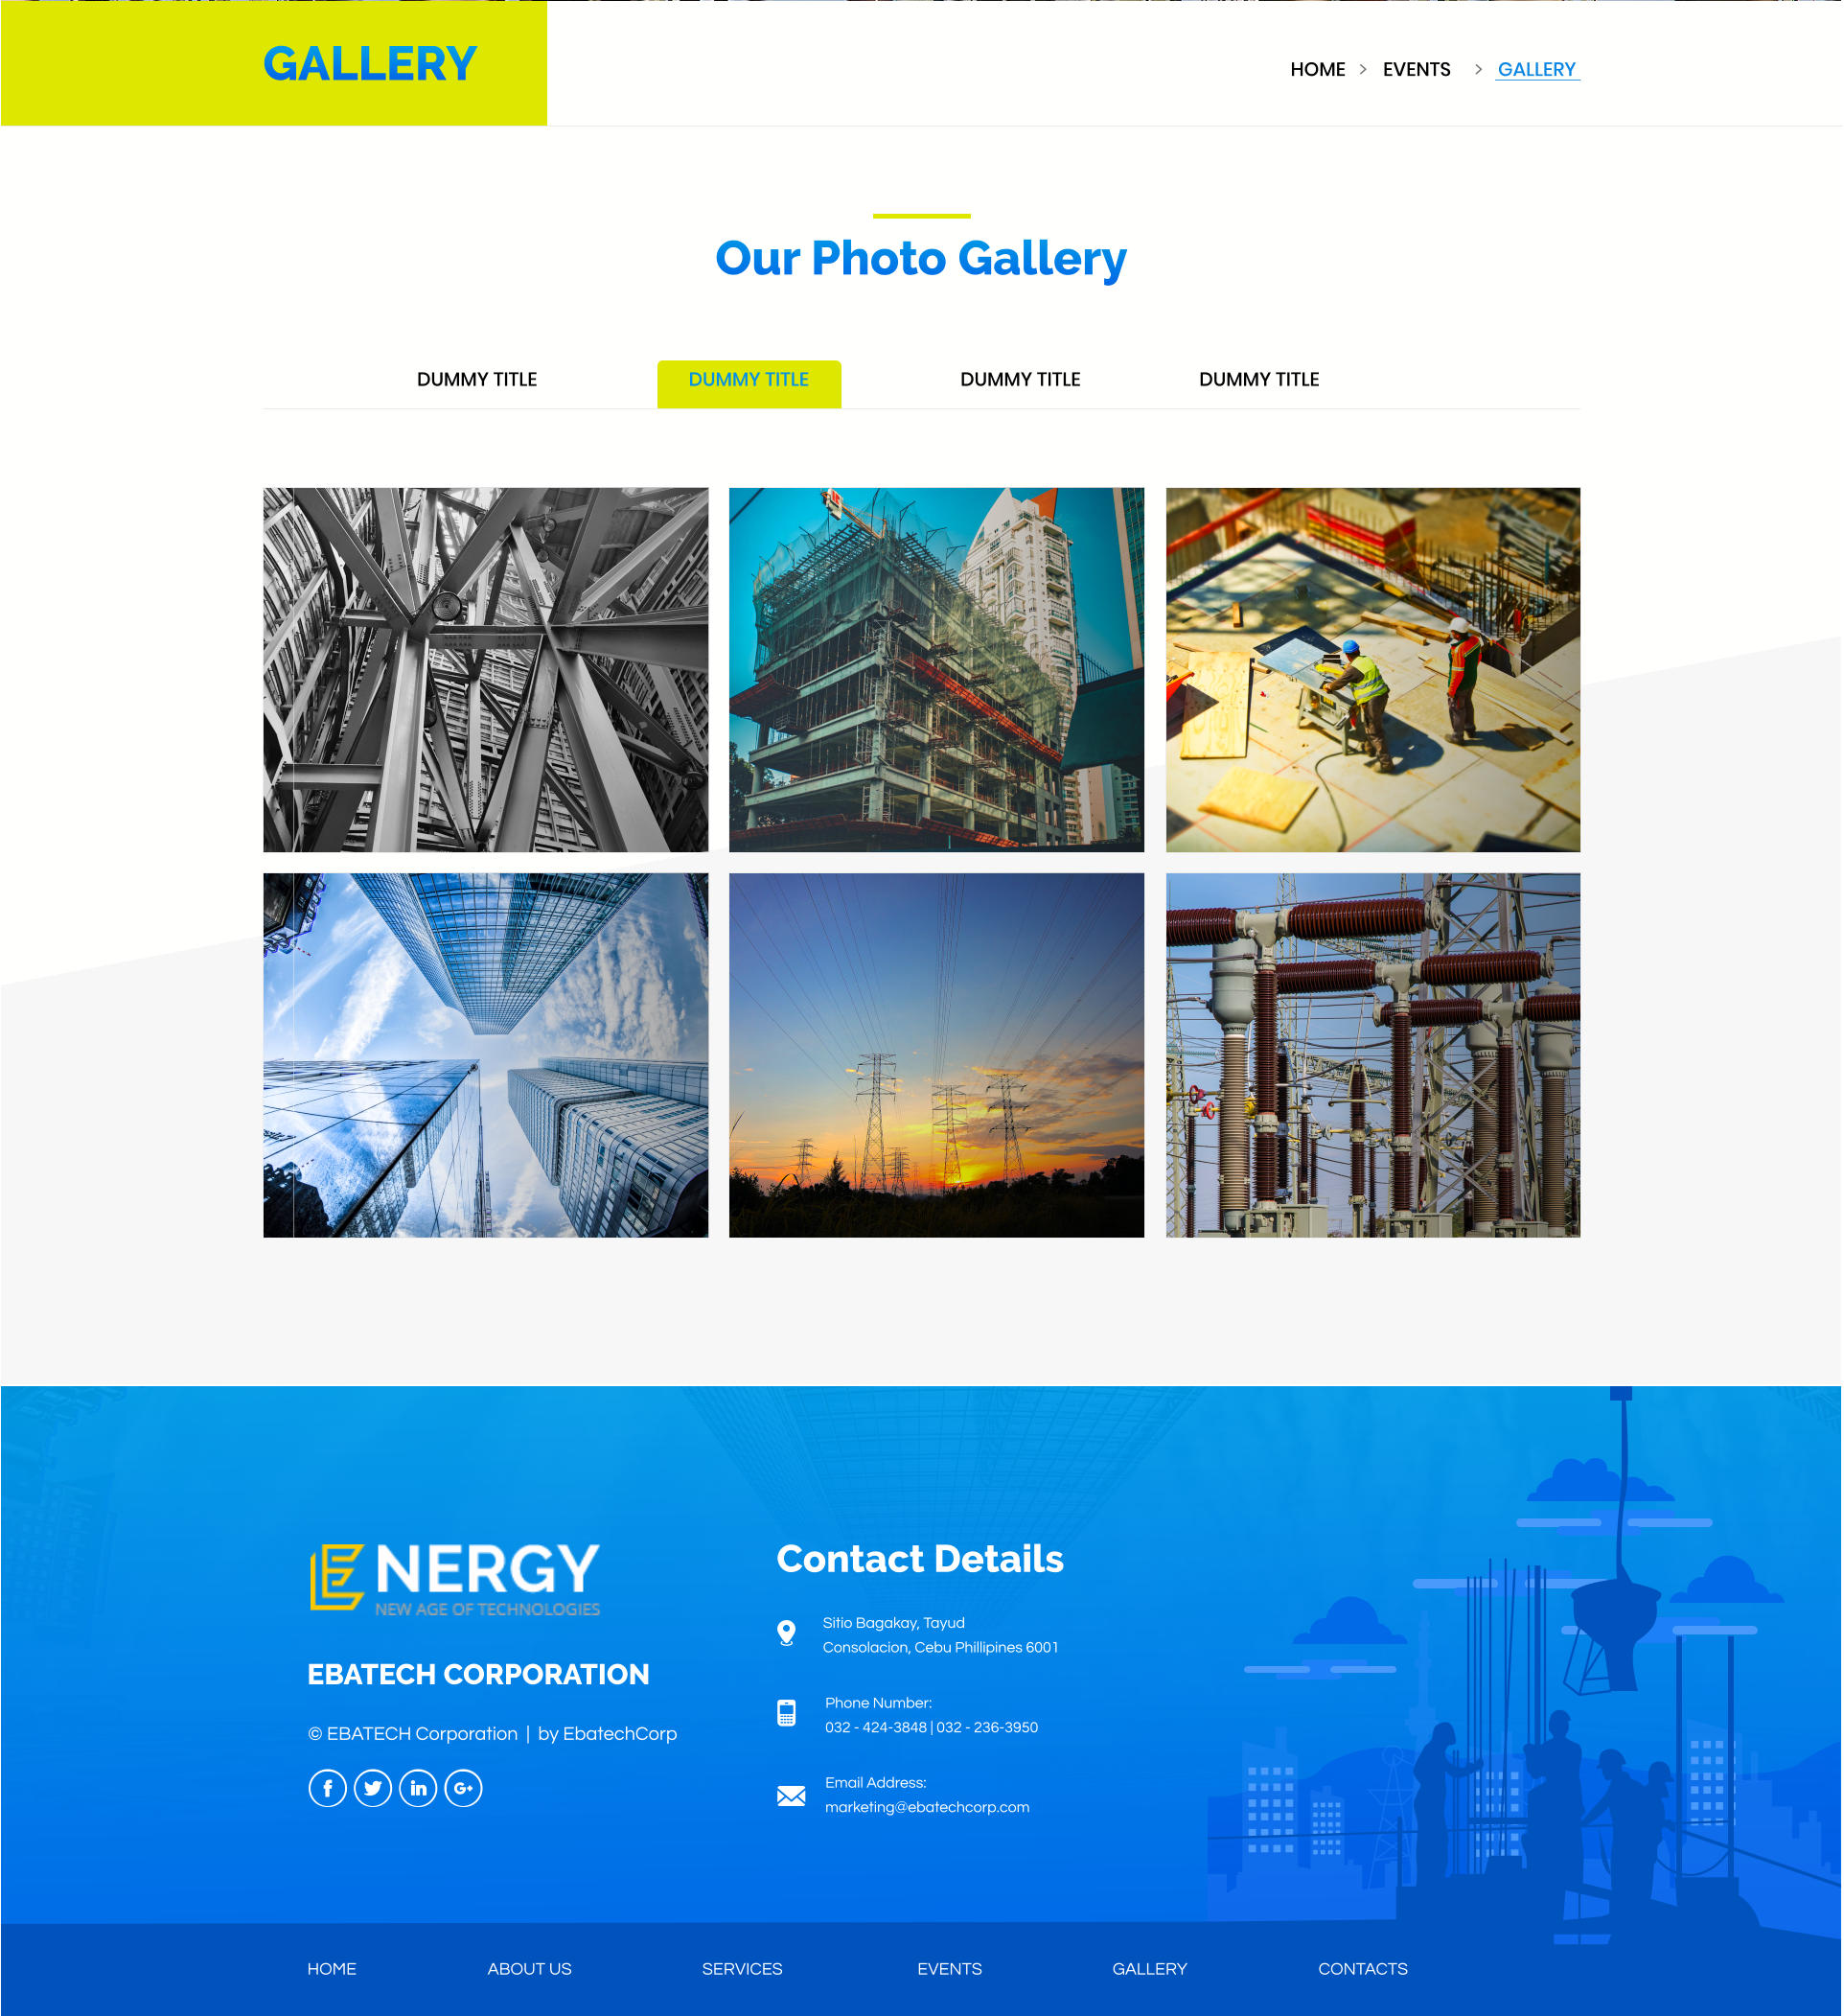 GALLERY
HOME > EVENTS > GALLERY
Our Photo Gallery
DUMMY TITLE DUMMY TITLE DUMMY TITLE DUMMY TITLE
ENERGY
NEW AGE OF TECHNOLOGIES
EBATECH CORPORATION
© EBATECH Corporation | by EbatechCorp
Contact Details
Sitio Bagakay, Tayud
Consolacion, Cebu Phillipines 6001
Phone Number:
032 - 424-3848 | 032 - 236-3950
Email Address:
marketing@ebatechcorp.com
HOME ABOUT US SERVICES EVENTS GALLERY CONTACTS